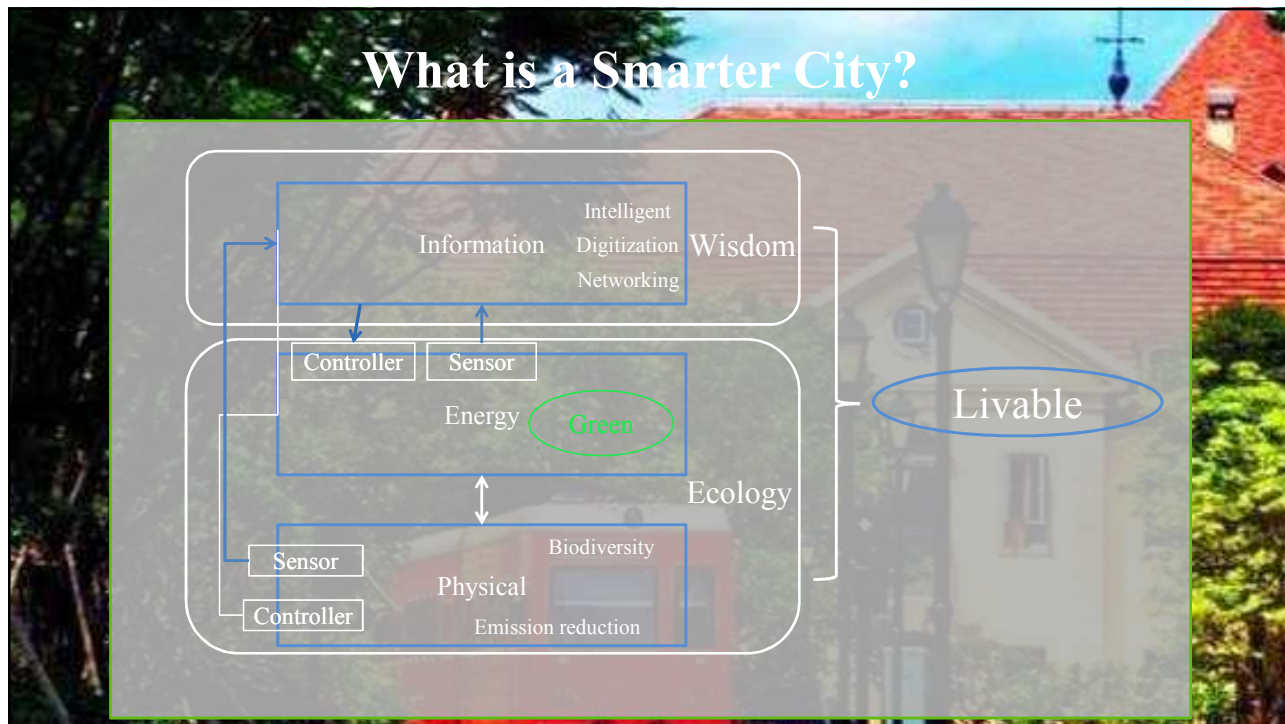 What is a Smarter City?
Intelligent
Information
Digitization
Wisdom
Networking
Controller
Sensor
Energy
Green
Livable
Ecology
Biodiversity
Sensor
Physical
Controller
Emission reduction